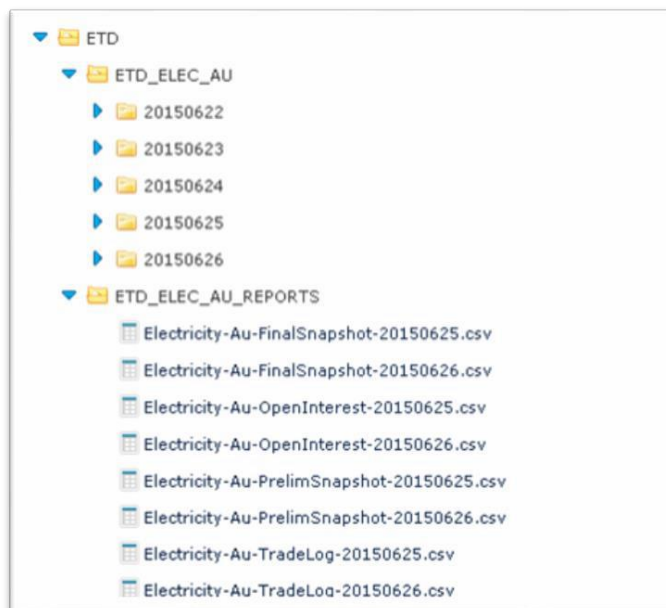 ETD
ETD_ELEC_AU
20150622
20150623
20150624
20150625
20150626
ETD_ELEC_AU_REPORTS
Electricity-Au-FinalSnapshot-20150625.csv
Electricity-Au-FinalSnapshot-20150626.csv
Electricity-Au-OpenInterest-20150625.csv
Electricity-Au-OpenInterest-20150626.csv
Electricity-Au-PrelimSnapshot-20150625.csv
Electricity-Au-PrelimSnapshot-20150626.csv
Electricity-Au-TradeLog-20150625.csv
Electricity-Au-TradeLog-20150626.csv